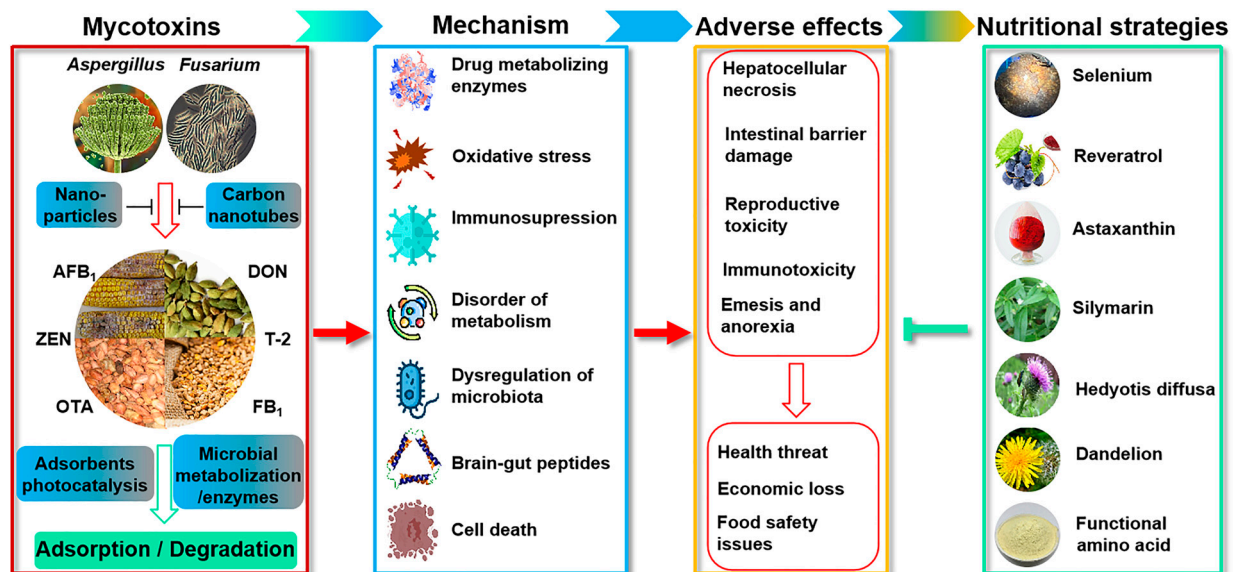 Mycotoxins
Mechanism
Adverse effects
Nutritional strategies
Aspergillus
Fusarium
Nano-
particles
Carbon
nanotubes
AFB₁
DON
ZEN
T-2
OTA
FB₁
Adsorbents
photocatalysis
Microbial
metabolization
/enzymes
Adsorption / Degradation
Drug metabolizing
enzymes
Oxidative stress
Immunosupression
Disorder of
metabolism
Dysregulation of
microbiota
Brain-gut peptides
Cell death
Hepatocellular
necrosis
Intestinal barrier
damage
Reproductive
toxicity
Immunotoxicity
Emesis and
anorexia
Health threat
Economic loss
Food safety
issues
Selenium
Reveratrol
Astaxanthin
Silymarin
Hedyotis diffusa
Dandelion
Functional
amino acid